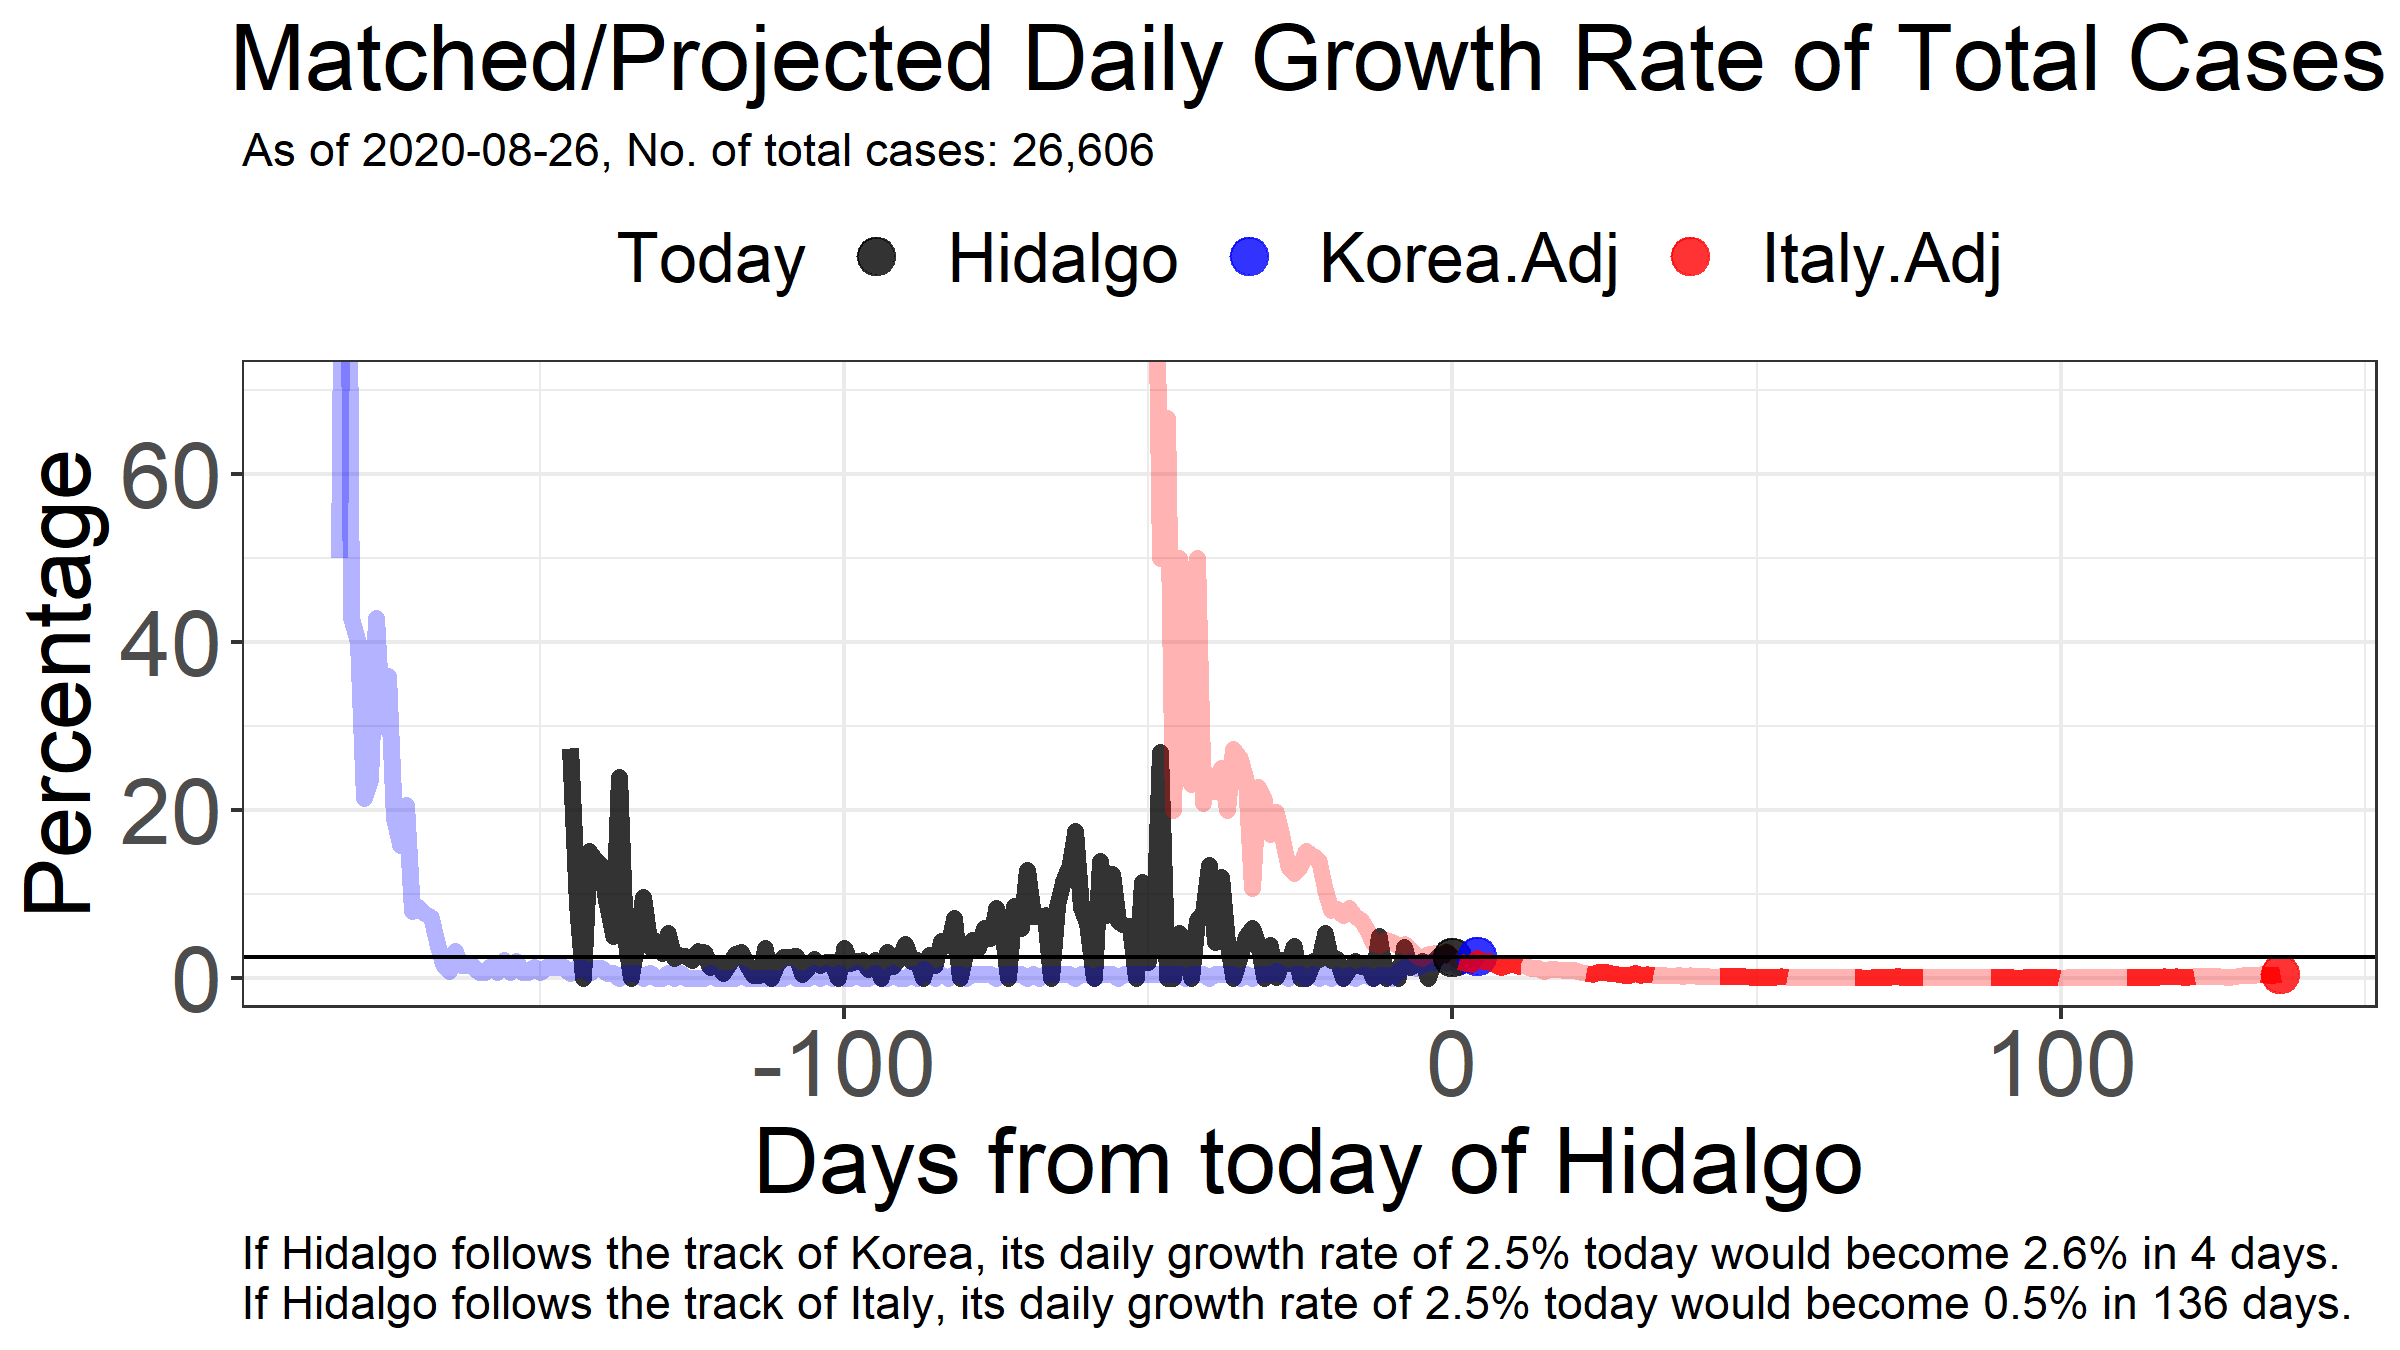 Matched/Projected Daily Growth Rate of Total Cases
As of 2020-08-26, No. of total cases: 26,606
Today Hidalgo Korea.Adj Italy.Adj
Percentage
60
40
20
0
-100 0 100
Days from today of Hidalgo
If Hidalgo follows the track of Korea, its daily growth rate of 2.5% today would become 2.6% in 4 days.
If Hidalgo follows the track of Italy, its daily growth rate of 2.5% today would become 0.5% in 136 days.